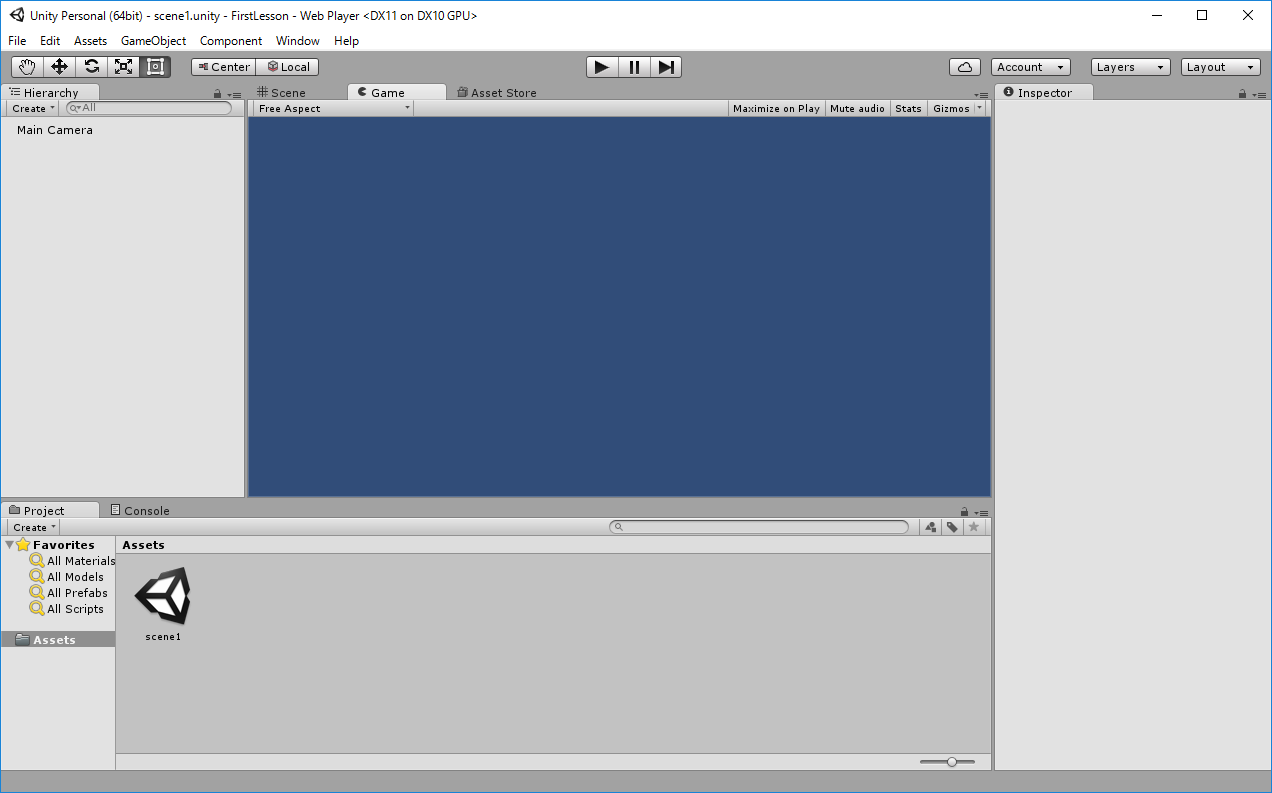 Unity Personal (64bit) - scene1.unity - FirstLesson - Web Player <DX11 on DX10 GPU>
File Edit Assets GameObject Component Window Help
Center Local Account Layers Layout
Hierarchy Scene Game Asset Store Inspector
Create All Free Aspect Maximize on Play Mute audio Stats Gizmos
Main Camera
Project Console
Create
Favorites Assets
All Materials
All Models
All Prefabs
All Scripts
scene1
Assets